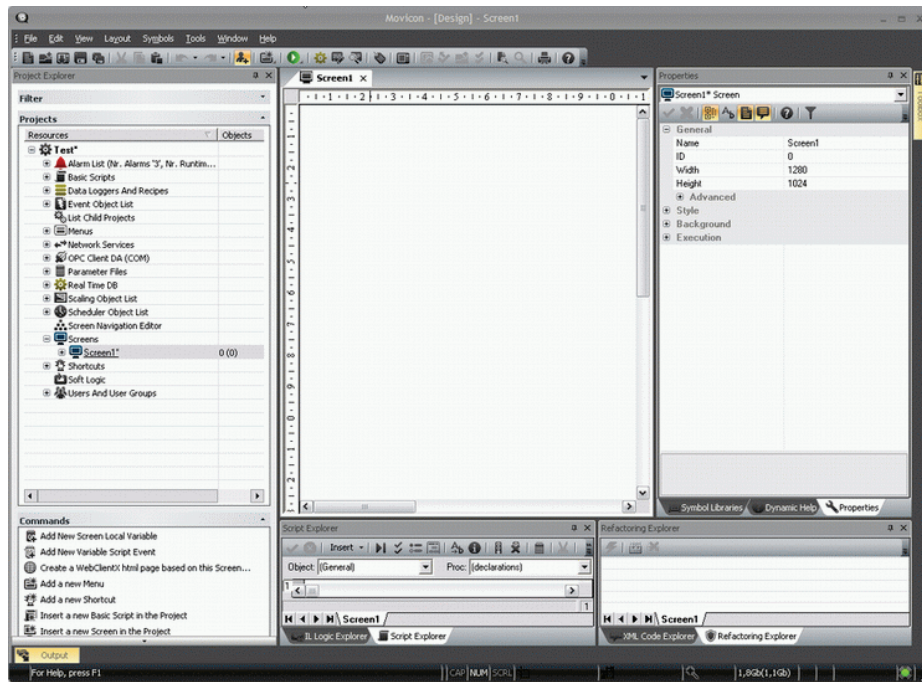 Movicon - [Design] - Screen1
File Edit View Layout Symbols Tools Window Help
Project Explorer
Filter
Projects
Resources Objects
Test*
Alarm List (Nr. Alarms '3', Nr. Runtim...
Basic Scripts
Data Loggers And Recipes
Event Object List
List Child Projects
Menus
Network Services
OPC Client DA (COM)
Parameter Files
Real Time DB
Scaling Object List
Scheduler Object List
Screen Navigation Editor
Screens
Screen1* 0 (0)
Shortcuts
Soft Logic
Users And User Groups
Commands
Add New Screen Local Variable
Add New Variable Script Event
Create a WebClientX html page based on this Screen...
Add a new Menu
Add a new Shortcut
Insert a new Basic Script in the Project
Insert a new Screen in the Project
Output
For Help, press F1
Screen1
Script Explorer
Insert
Object: (General) Proc: (declarations)
1
1
Screen1
IL Logic Explorer Script Explorer
Properties
Screen1* Screen
General
Name Screen1
ID 0
Width 1280
Height 1024
Advanced
Style
Background
Execution
Symbol Libraries Dynamic Help Properties
Refactoring Explorer
Screen1
XML Code Explorer Refactoring Explorer
CAP NUM SCRL
1,8Gb(1,1Gb)